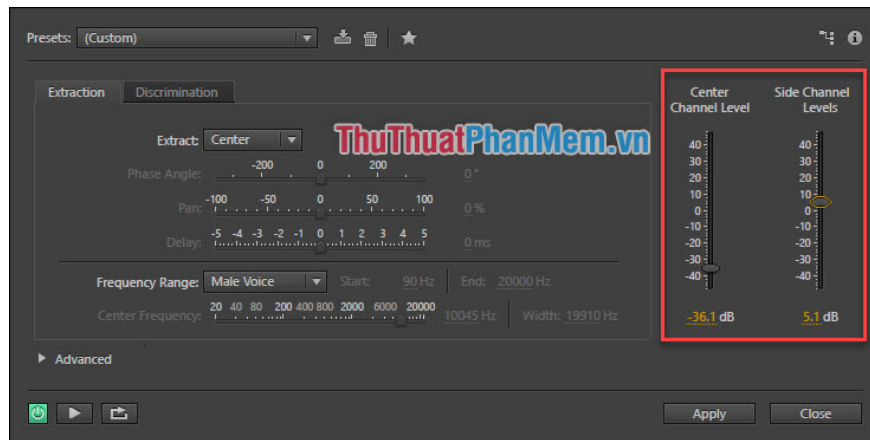 Presets: (Custom)
Extraction Discrimination
Extract: Center
-200 0 200
Phase Angle: 0°
-100 -50 0 50 100
Pan: 0 %
-5 -4 -3 -2 -1 0 1 2 3 4 5
Delay: 0 ms
Frequency Range: Male Voice Start: 90 Hz End: 20000 Hz
20 40 80 200 400 800 2000 6000 20000
Center Frequency: 10045 Hz Width: 19910 Hz
ThuThuatPhanMem.vn
Center
Channel Level
40
30
20
10
0
-10
-20
-30
-40
-36.1 dB
Side Channel
Levels
40
30
20
10
0
-10
-20
-30
-40
5.1 dB
Advanced
Apply Close